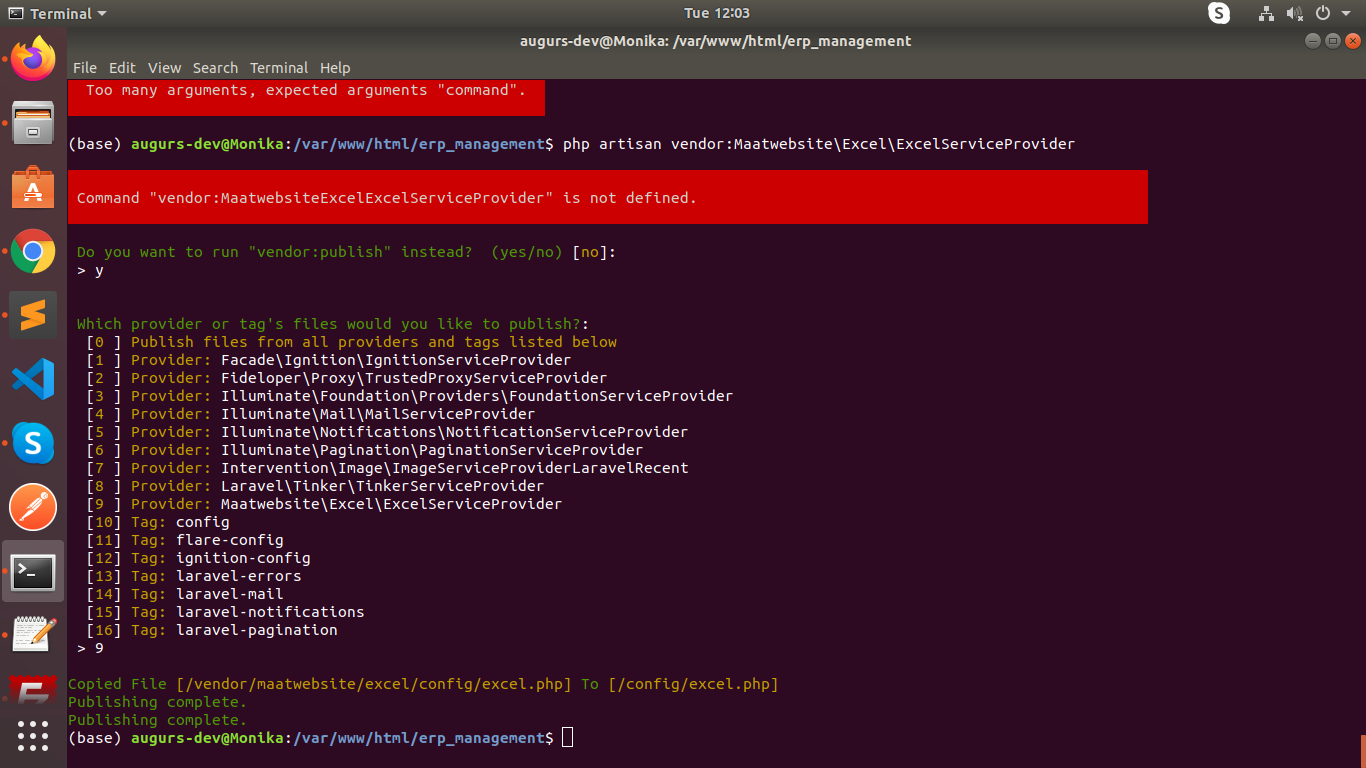 Terminal
Tue 12:03
augurs-dev@Monika: /var/www/html/erp_management
File Edit View Search Terminal Help
Too many arguments, expected arguments "command".
(base) augurs-dev@Monika:/var/www/html/erp_management$ php artisan vendor:Maatwebsite\Excel\ExcelServiceProvider
Command "vendor:MaatwebsiteExcelExcelServiceProvider" is not defined.
Do you want to run "vendor:publish" instead?  (yes/no) [no]:
> y
Which provider or tag's files would you like to publish?:
[0 ] Publish files from all providers and tags listed below
[1 ] Provider: Facade\Ignition\IgnitionServiceProvider
[2 ] Provider: Fideloper\Proxy\TrustedProxyServiceProvider
[3 ] Provider: Illuminate\Foundation\Providers\FoundationServiceProvider
[4 ] Provider: Illuminate\Mail\MailServiceProvider
[5 ] Provider: Illuminate\Notifications\NotificationServiceProvider
[6 ] Provider: Illuminate\Pagination\PaginationServiceProvider
[7 ] Provider: Intervention\Image\ImageServiceProviderLaravelRecent
[8 ] Provider: Laravel\Tinker\TinkerServiceProvider
[9 ] Provider: Maatwebsite\Excel\ExcelServiceProvider
[10] Tag: config
[11] Tag: flare-config
[12] Tag: ignition-config
[13] Tag: laravel-errors
[14] Tag: laravel-mail
[15] Tag: laravel-notifications
[16] Tag: laravel-pagination
> 9
Copied File [/vendor/maatwebsite/excel/config/excel.php] To [/config/excel.php]
Publishing complete.
Publishing complete.
(base) augurs-dev@Monika:/var/www/html/erp_management$